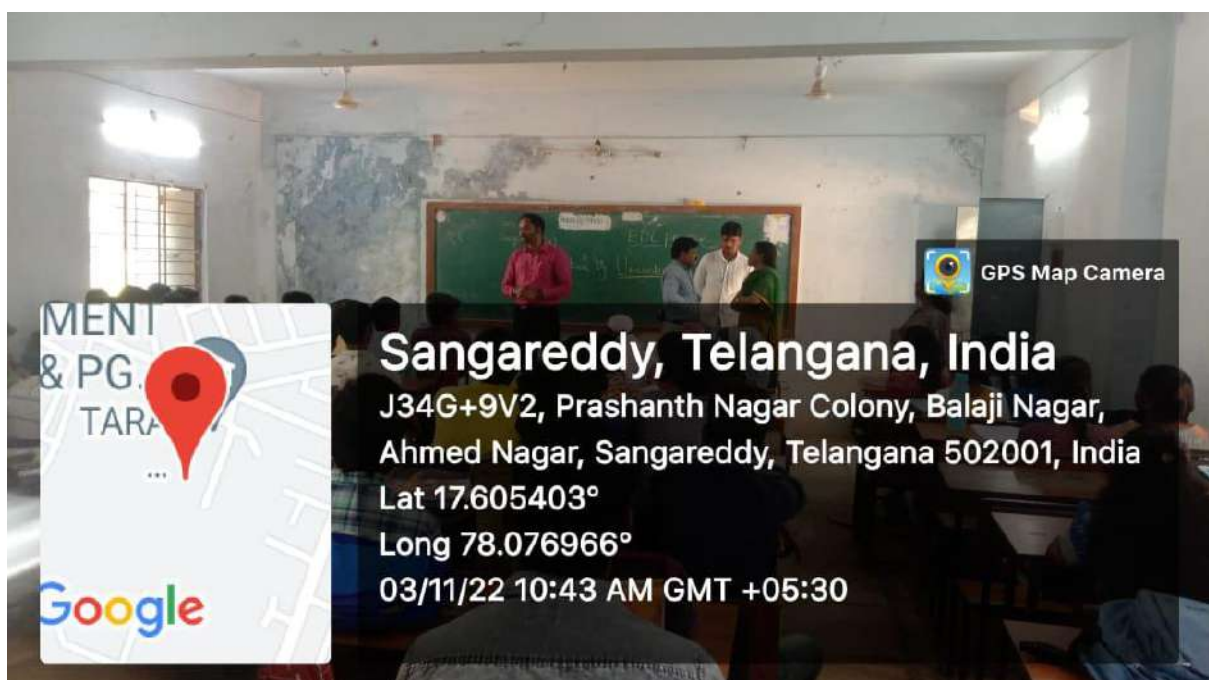 EDC
GPS Map Camera
MENT
& PG.
TARA
...
Google
Sangareddy, Telangana, India
J34G+9V2, Prashanth Nagar Colony, Balaji Nagar,
Ahmed Nagar, Sangareddy, Telangana 502001, India
Lat 17.605403°
Long 78.076966°
03/11/22 10:43 AM GMT +05:30